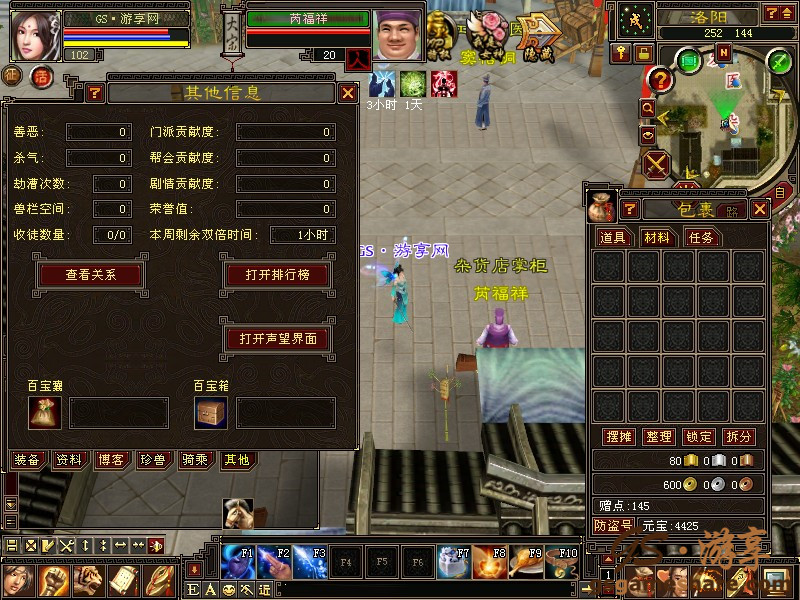 GS·游享网
102
芮福祥
20
洛阳
252 144
N
3小时 1天
隐藏
其他信息
善恶: 0 门派贡献度: 0
杀气: 0 帮会贡献度: 0
劫漕次数: 0 剧情贡献度: 0
兽栏空间: 0 荣誉值: 0
收徒数量: 0/0 本周剩余双倍时间: 1小时
查看关系 打开排行榜
打开声望界面
百宝囊 百宝箱
装备 资料 博客 珍兽 骑乘 其他
GS·游享网
杂货店掌柜
芮福祥
包裹
道具 材料 任务
摆摊 整理 锁定 拆分
80 0 0
600 0 0
赠点:145
防盗号 元宝:4425
F1 F2 F3 F4 F5 F6 F7 F8 F9 F10
E A 近
1
游享